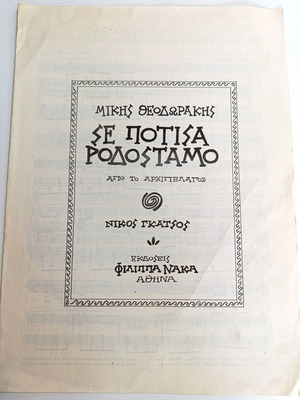 ΜΙΚΗΣ ΘΕΟΔΩΡΑΚΗΣ
ΣΕ ΠΟΤΙΣΑ
ΡΟΔΟΣΤΑΜΟ
ΑΠΟ ΤΟ ΑΡΧΙΠΕΛΑΓΟΣ
ΝΙΚΟΣ ΓΚΑΤΣΟΣ
ΕΚΔΟΣΕΙΣ
ΦΙΛΙΠΠΑ ΝΑΚΑ
ΑΘΗΝΑ